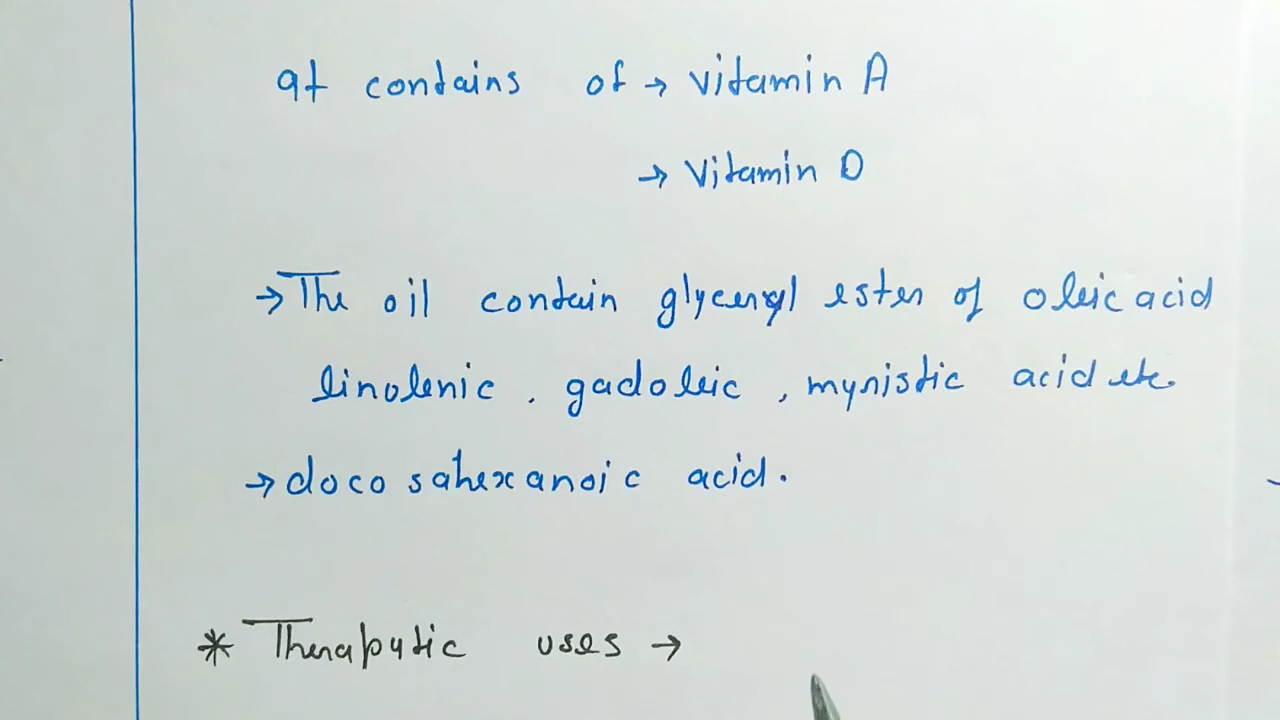 It contains of → vitamin A
→ Vitamin D
→ The oil contain glyceryl ester of oleic acid
linolenic, gadoleic, myristic acid etc.
→ docosahexanoic acid.
* Theraputic uses →